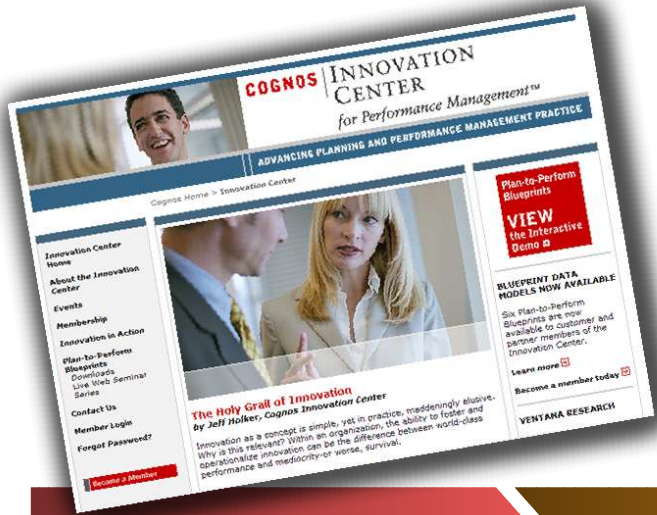 COGNOS | INNOVATION
CENTER
for Performance Management™
ADVANCING PLANNING AND PERFORMANCE MANAGEMENT PRACTICE
Cognos Home > Innovation Center
Innovation Center
Home
About the Innovation
Center
Events
Membership
Innovation in Action
Plan-to-Perform
Blueprints
Downloads
Live Web Seminar
Series
Contact Us
Member Login
Forgot Password?
Become a Member
The Holy Grail of Innovation
by Jeff Holker, Cognos Innovation Center
Innovation as a concept is simple, yet in practice, maddeningly elusive.
Why is this relevant? Within an organization, the ability to foster and
operationalize innovation can be the difference between world-class
performance and mediocrity-or worse, survival.
Plan-to-Perform
Blueprints
VIEW
the Interactive
Demo
BLUEPRINT DATA
MODELS NOW AVAILABLE
Six Plan-to-Perform
Blueprints are now
available to customer and
partner members of the
Innovation Center.
Learn more
Become a member today
VENTANA RESEARCH